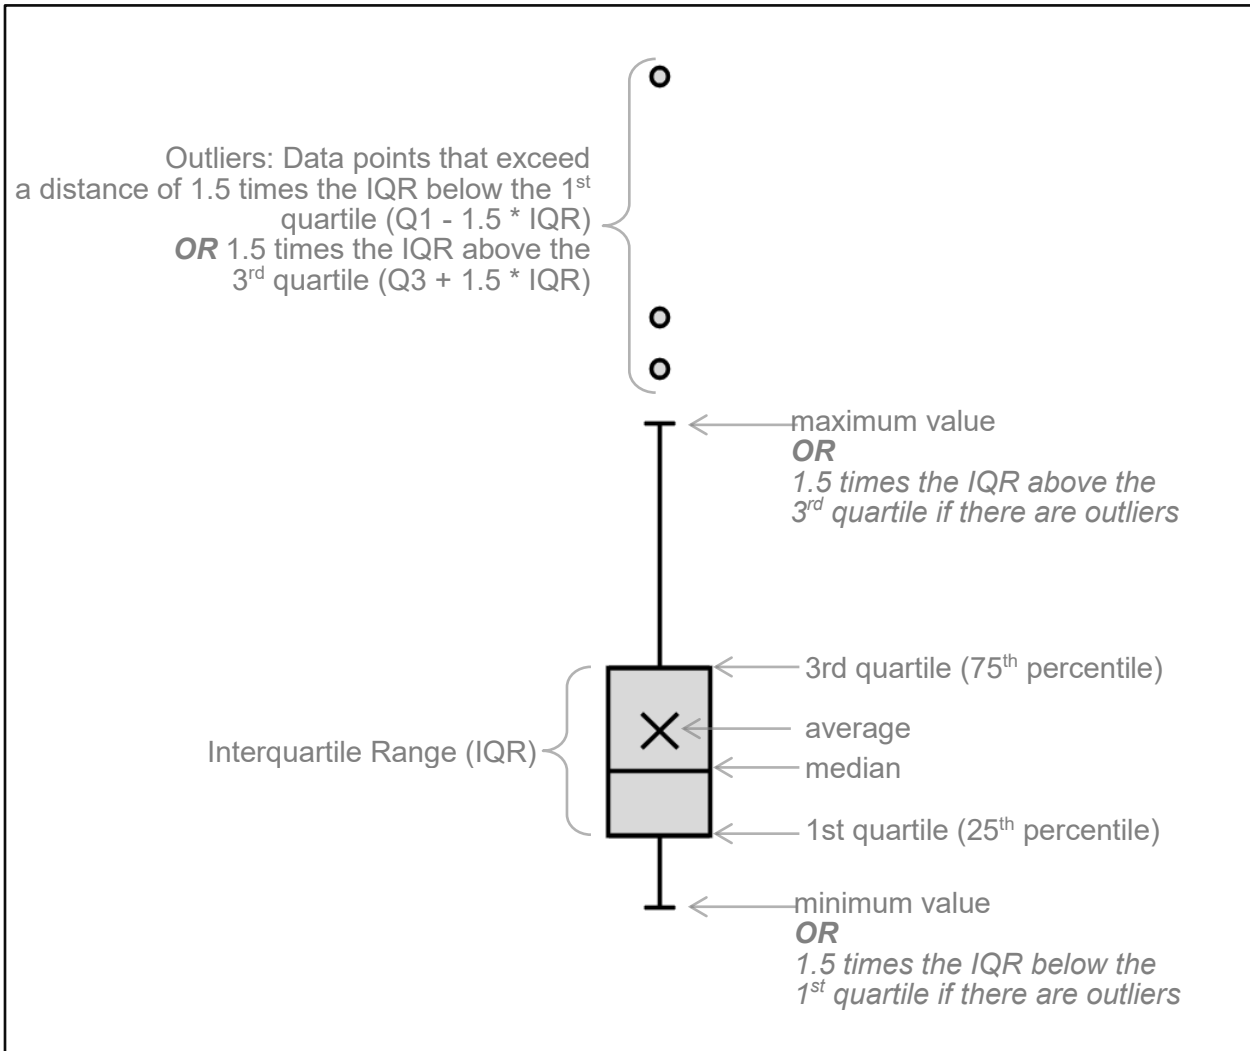 Outliers: Data points that exceed
a distance of 1.5 times the IQR below the 1st
quartile (Q1 - 1.5 * IQR)
OR 1.5 times the IQR above the
3rd quartile (Q3 + 1.5 * IQR)
maximum value
OR
1.5 times the IQR above the
3rd quartile if there are outliers
3rd quartile (75th percentile)
average
Interquartile Range (IQR)
median
1st quartile (25th percentile)
minimum value
OR
1.5 times the IQR below the
1st quartile if there are outliers